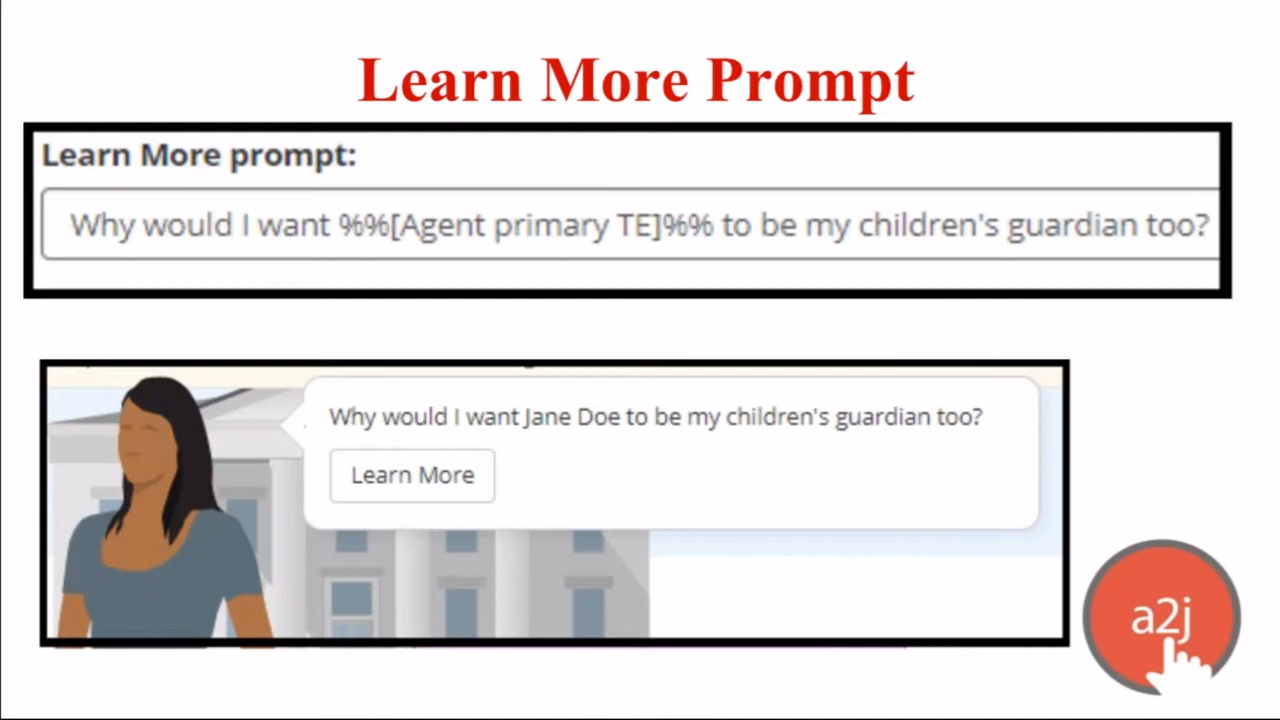 Learn More Prompt
Learn More prompt:
Why would I want %%[Agent primary TE]%% to be my children's guardian too?
Why would I want Jane Doe to be my children's guardian too?
Learn More
a2j